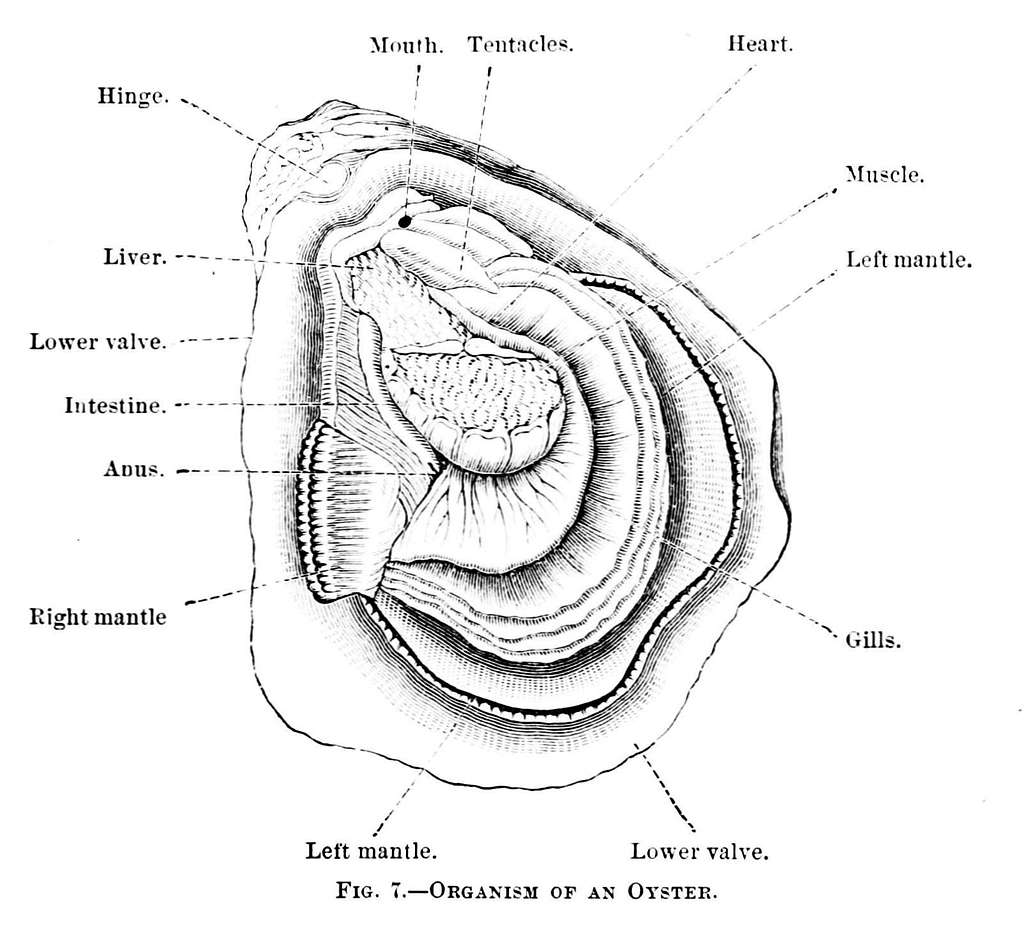 Mouth. Tentacles. Heart.
Hinge.
Muscle.
Liver.
Left mantle.
Lower valve.
Intestine.
Anus.
Right mantle
Gills.
Left mantle.
Lower valve.
FIG. 7.—ORGANISM OF AN OYSTER.